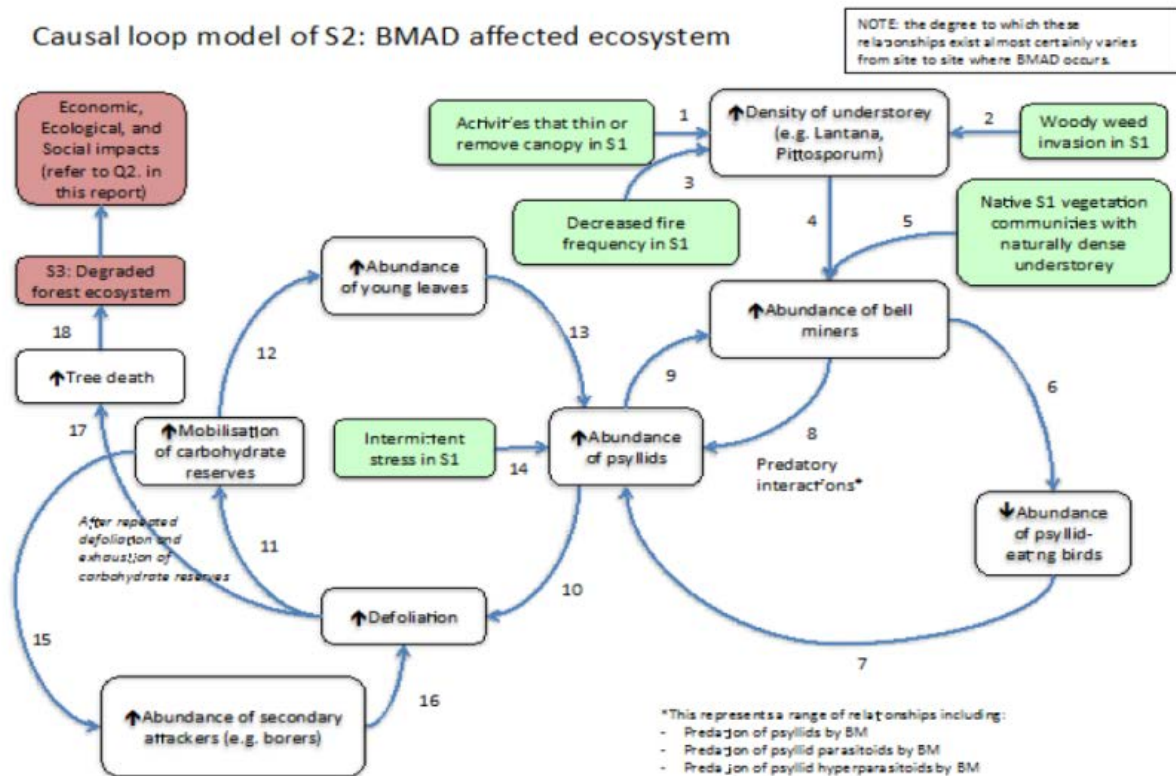 Causal loop model of S2: BMAD affected ecosystem
NOTE: the degree to which these
relationships exist almost certainly varies
from site to site where BMAD occurs.
Economic,
Ecological, and
Social impacts
(refer to Q2. in
this report)
Activities that thin or
remove canopy in S1
1
↑Density of understorey
(e.g. Lantana,
Pittosporum)
2
Woody weed
invasion in S1
3
Decreased fire
frequency in S1
4
5
Native S1 vegetation
communities with
naturally dense
understorey
S3: Degraded
forest ecosystem
↑Abundance
of young leaves
↑Abundance of bell
miners
18
12
13
9
6
↑Tree death
17
↑Mobilisation
of carbohydrate
reserves
Intermittent
stress in S1
14
↑Abundance
of psyllids
8
Predatory
interactions*
↓Abundance
of psyllid-
eating birds
After repeated
defoliation and
exhaustion of
carbohydrate reserves
11
10
15
↑Defoliation
7
16
↑Abundance of secondary
attackers (e.g. borers)
*This represents a range of relationships including:
- Predation of psyllids by BM
- Predation of psyllid parasitoids by BM
- Predation of psyllid hyperparasitoids by BM